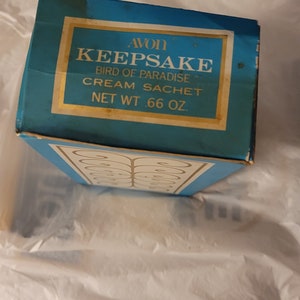 AVON
KEEPSAKE
BIRD OF PARADISE
CREAM SACHET
NET WT .66 OZ.